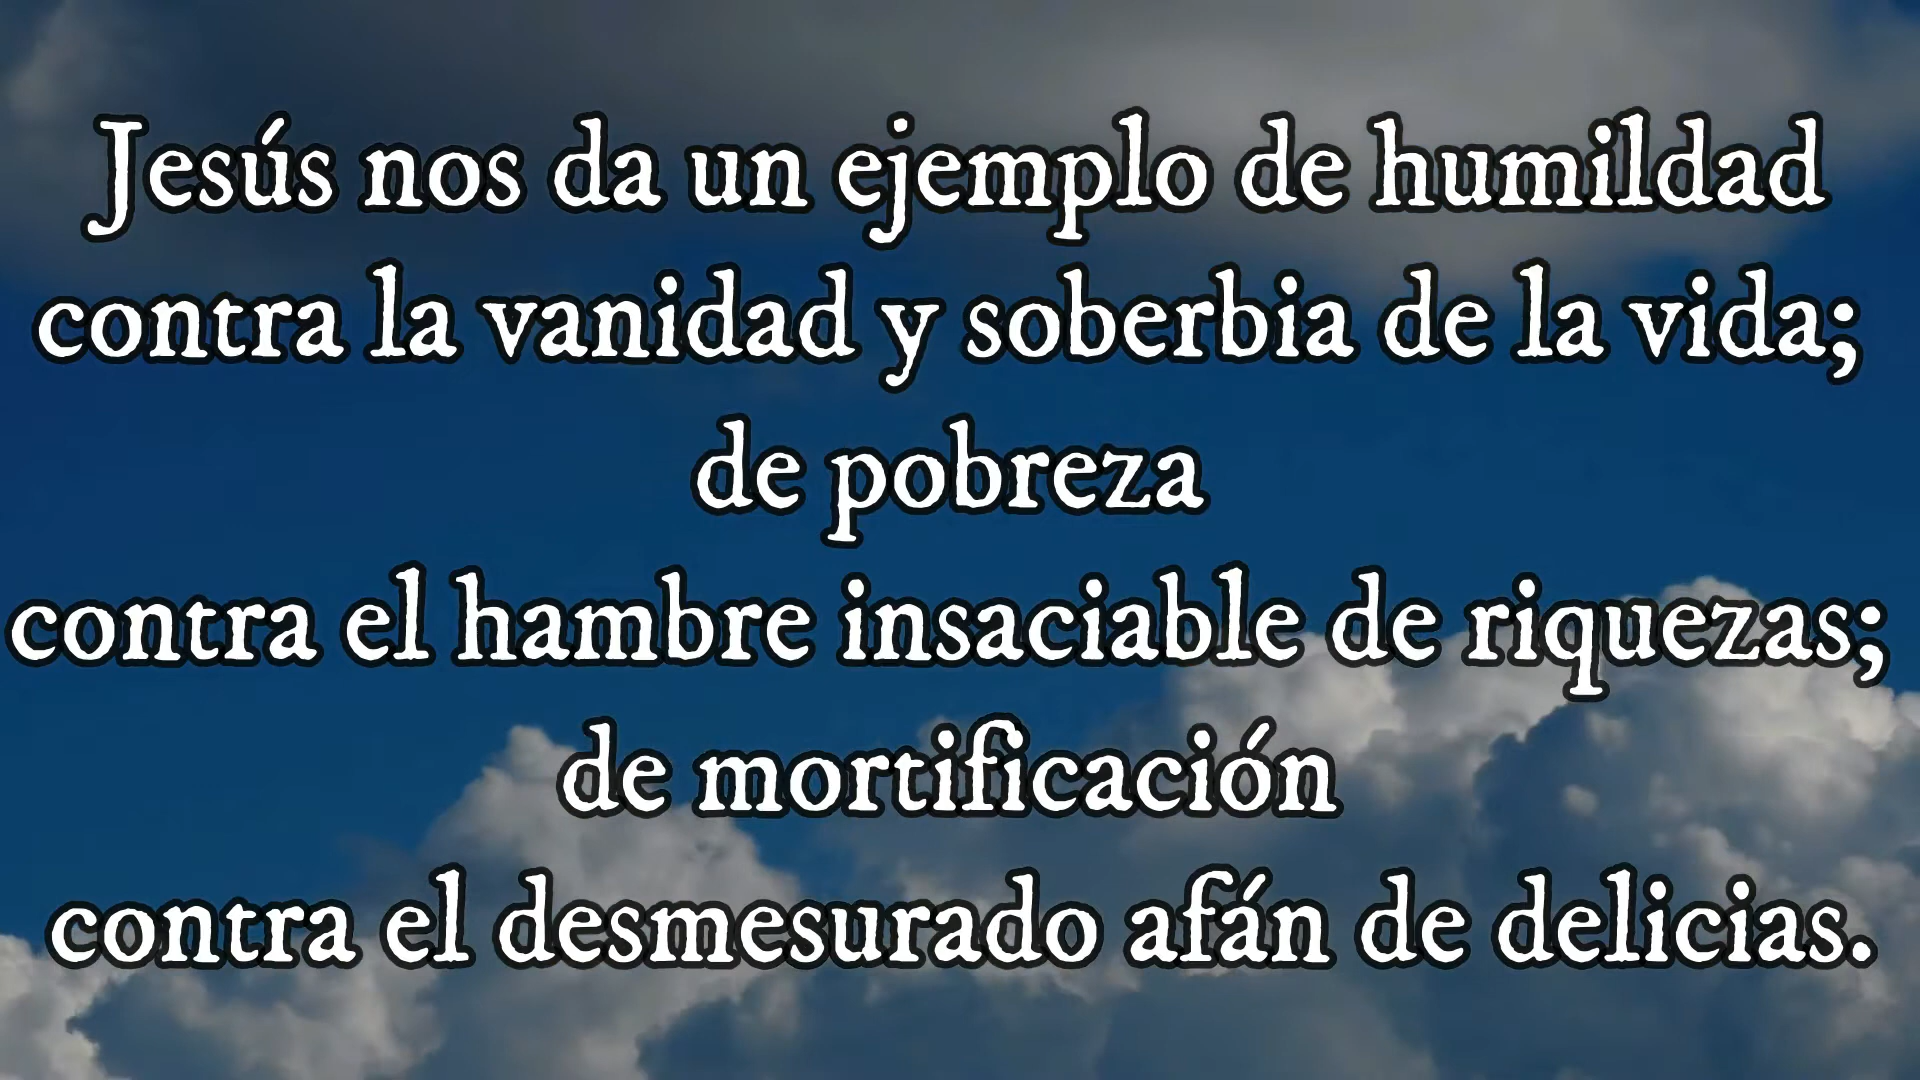 Jesús nos da un ejemplo de humildad
contra la vanidad y soberbia de la vida;
de pobreza
contra el hambre insaciable de riquezas;
de mortificación
contra el desmesurado afán de delicias.